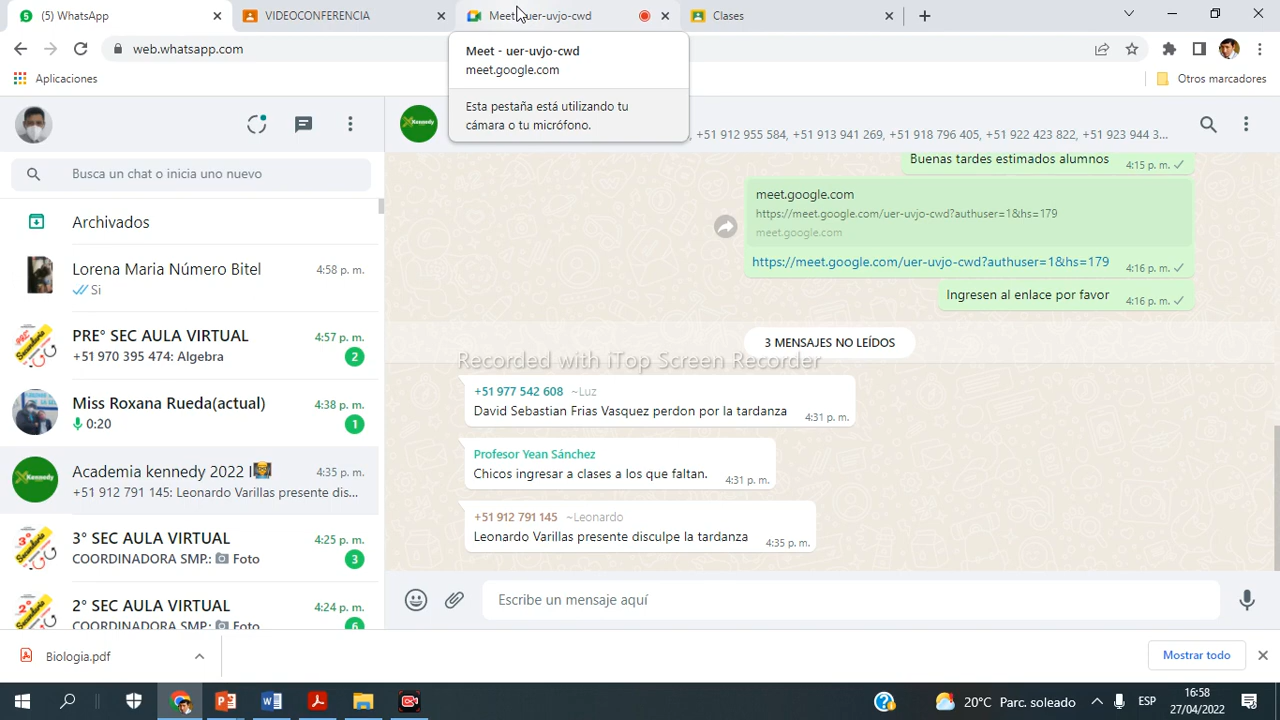 (5) WhatsApp
VIDEOCONFERENCIA
Meet - uer-uvjo-cwd
Clases
web.whatsapp.com
Meet - uer-uvjo-cwd
meet.google.com
Esta pestaña está utilizando tu
cámara o tu micrófono.
Aplicaciones
Otros marcadores
Kennedy
+51 912 955 584, +51 913 941 269, +51 918 796 405, +51 922 423 822, +51 923 944 3...
Busca un chat o inicia uno nuevo
Archivados
Lorena Maria Número Bitel
4:58 p. m.
Si
PRE° SEC AULA VIRTUAL
4:57 p. m.
+51 970 395 474: Algebra
2
Miss Roxana Rueda(actual)
4:38 p. m.
0:20
1
Academia kennedy 2022 I
4:35 p. m.
+51 912 791 145: Leonardo Varillas presente dis...
3° SEC AULA VIRTUAL
4:25 p. m.
COORDINADORA SMP.: Foto
3
2° SEC AULA VIRTUAL
4:24 p. m.
COORDINADORA SMP.: Foto
6
Buenas tardes estimados alumnos
4:15 p. m.
meet.google.com
https://meet.google.com/uer-uvjo-cwd?authuser=1&hs=179
meet.google.com
https://meet.google.com/uer-uvjo-cwd?authuser=1&hs=179
4:16 p. m.
Ingresen al enlace por favor
4:16 p. m.
3 MENSAJES NO LEÍDOS
Recorded with iTop Screen Recorder
+51 977 542 608 ~Luz
David Sebastian Frias Vasquez perdon por la tardanza
4:31 p. m.
Profesor Yean Sánchez
Chicos ingresar a clases a los que faltan.
4:31 p. m.
+51 912 791 145 ~Leonardo
Leonardo Varillas presente disculpe la tardanza
4:35 p. m.
Escribe un mensaje aquí
Biologia.pdf
Mostrar todo
20°C Parc. soleado
ESP
16:58
27/04/2022